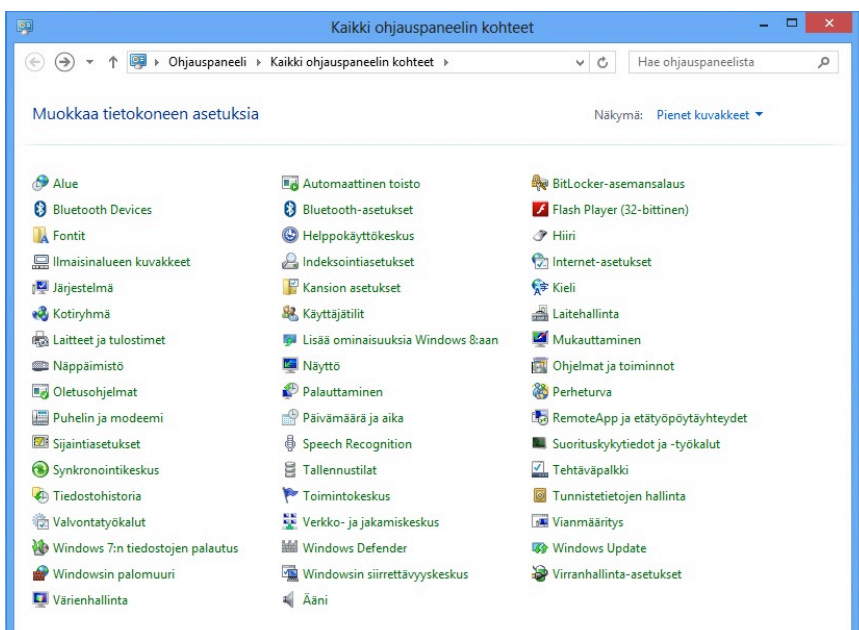 Kaikki ohjauspaneelin kohteet
Ohjauspaneeli Kaikki ohjauspaneelin kohteet Hae ohjauspaneelista
Muokkaa tietokoneen asetuksia Näkymä: Pienet kuvakkeet
Alue Automaattinen toisto BitLocker-asemansalaus
Bluetooth Devices Bluetooth-asetukset Flash Player (32-bittinen)
Fontit Helppokäyttökeskus Hiiri
Ilmaisinalueen kuvakkeet Indeksointiasetukset Internet-asetukset
Järjestelmä Kansion asetukset Kieli
Kotiryhmä Käyttäjätilit Laitehallinta
Laitteet ja tulostimet Lisää ominaisuuksia Windows 8:aan Mukauttaminen
Näppäimistö Näyttö Ohjelmat ja toiminnot
Oletusohjelmat Palauttaminen Perheturva
Puhelin ja modeemi Päivämäärä ja aika RemoteApp ja etätyöpöytäyhteydet
Sijaintiasetukset Speech Recognition Suorituskykytiedot ja -työkalut
Synkronointikeskus Tallennustilat Tehtäväpalkki
Tiedostohistoria Toimintokeskus Tunnistetietojen hallinta
Valvontatyökalut Verkko- ja jakamiskeskus Vianmääritys
Windows 7:n tiedostojen palautus Windows Defender Windows Update
Windowsin palomuuri Windowsin siirrettävyyskeskus Virranhallinta-asetukset
Värienhallinta Ääni